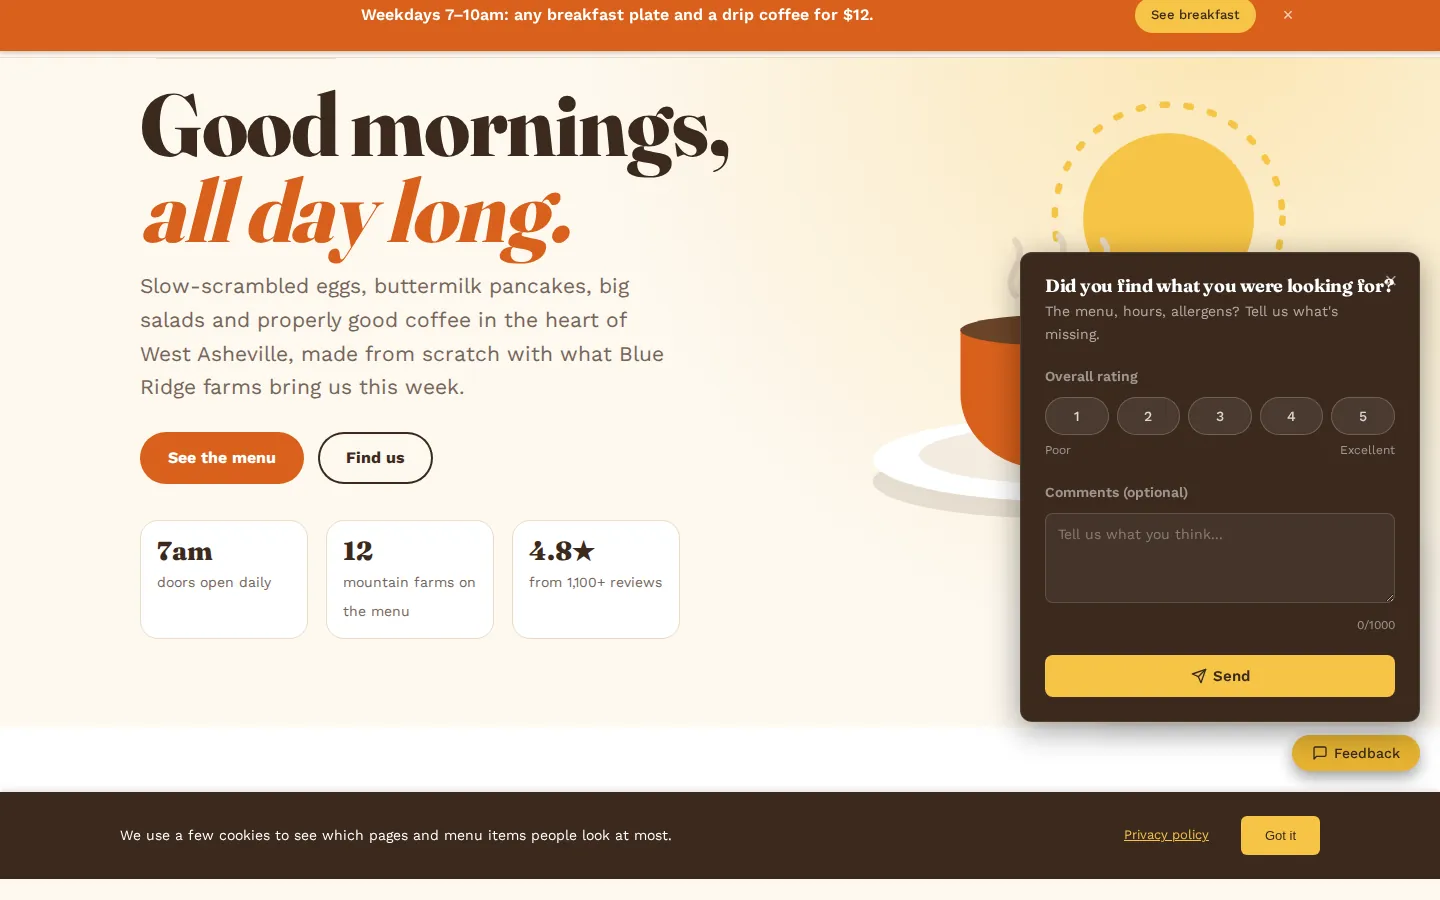 Weekdays 7–10am: any breakfast plate and a drip coffee for $12.
See breakfast
×
Good mornings,
all day long.
Slow-scrambled eggs, buttermilk pancakes, big
salads and properly good coffee in the heart of
West Asheville, made from scratch with what Blue
Ridge farms bring us this week.
See the menu
Find us
7am
doors open daily
12
mountain farms on
the menu
4.8★
from 1,100+ reviews
Did you find what you were looking for?
×
The menu, hours, allergens? Tell us what's
missing.
Overall rating
1 2 3 4 5
Poor Excellent
Comments (optional)
Tell us what you think...
0/1000
Send
Feedback
We use a few cookies to see which pages and menu items people look at most.
Privacy policy
Got it